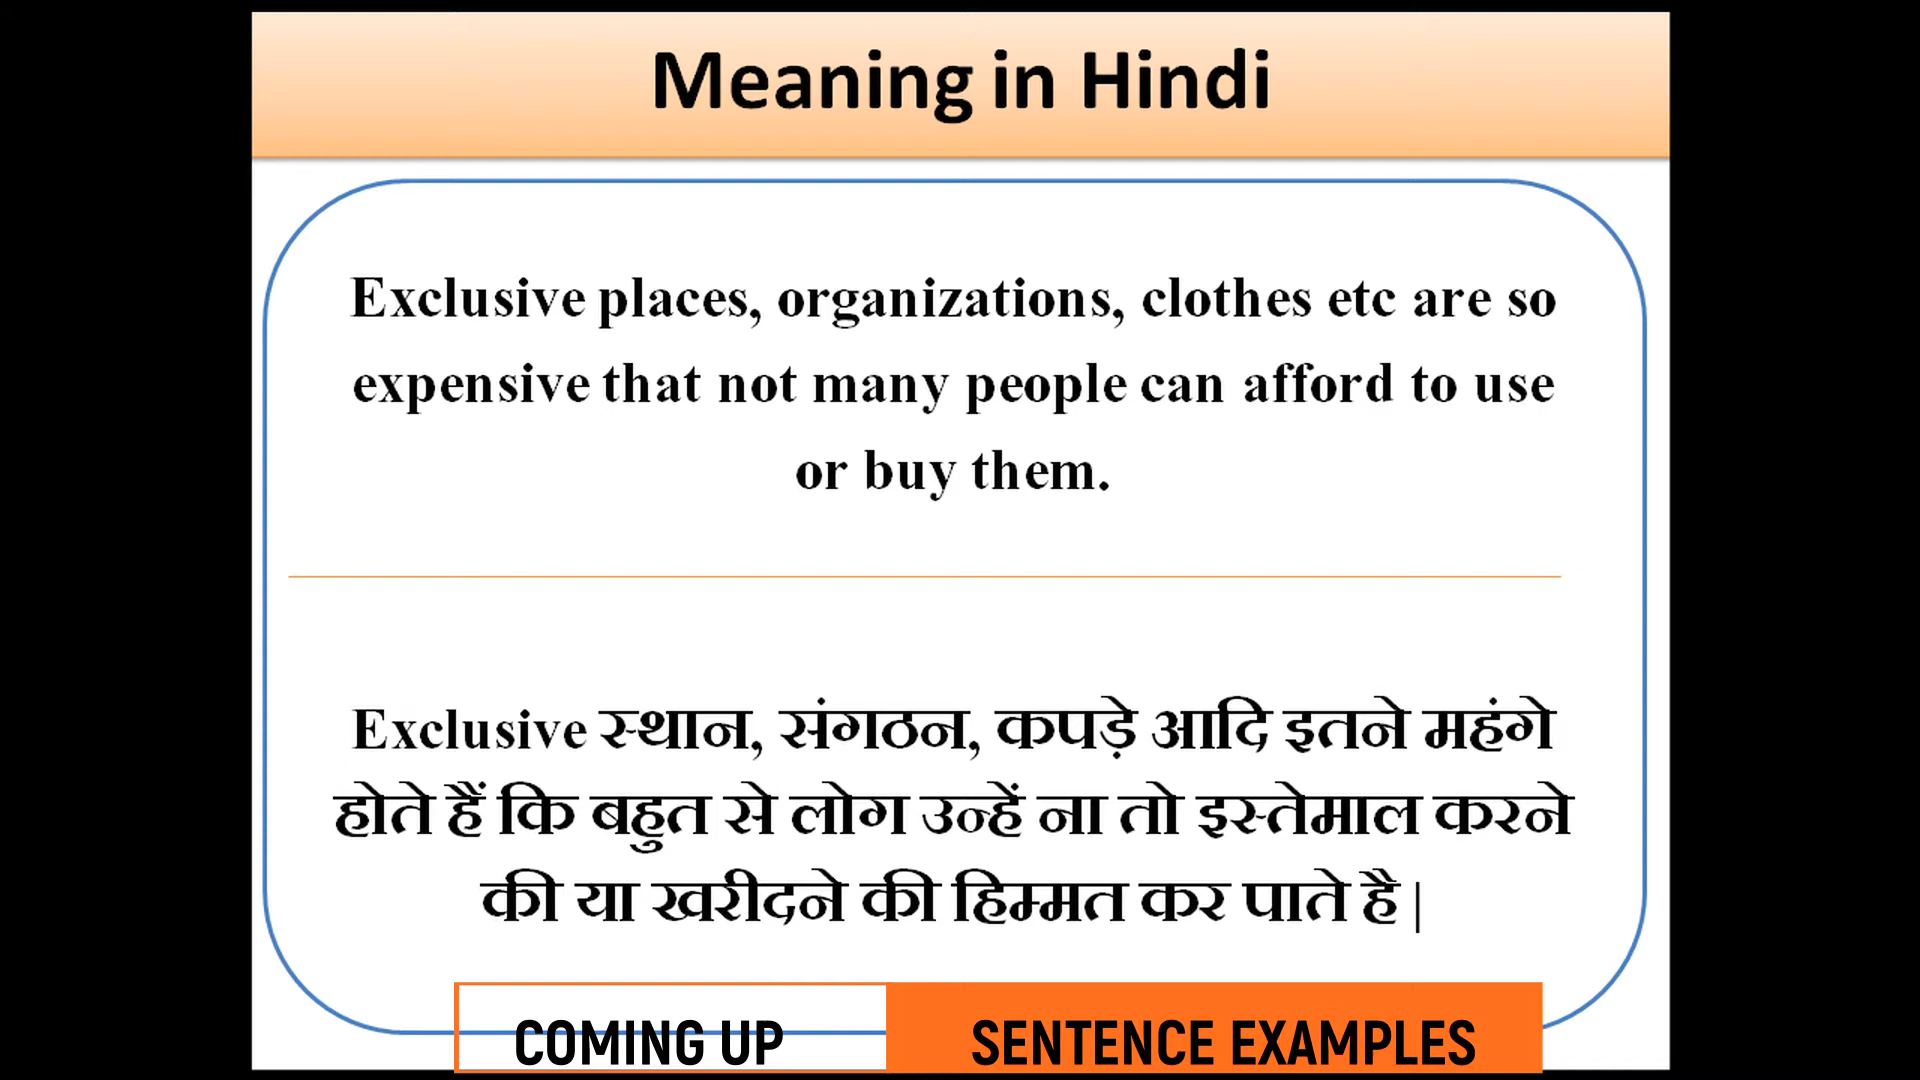 Meaning in Hindi
Exclusive places, organizations, clothes etc are so
expensive that not many people can afford to use
or buy them.
Exclusive स्थान, संगठन, कपड़े आदि इतने महंगे
होते हैं कि बहुत से लोग उन्हें ना तो इस्तेमाल करने
की या खरीदने की हिम्मत कर पाते है |
COMING UP SENTENCE EXAMPLES